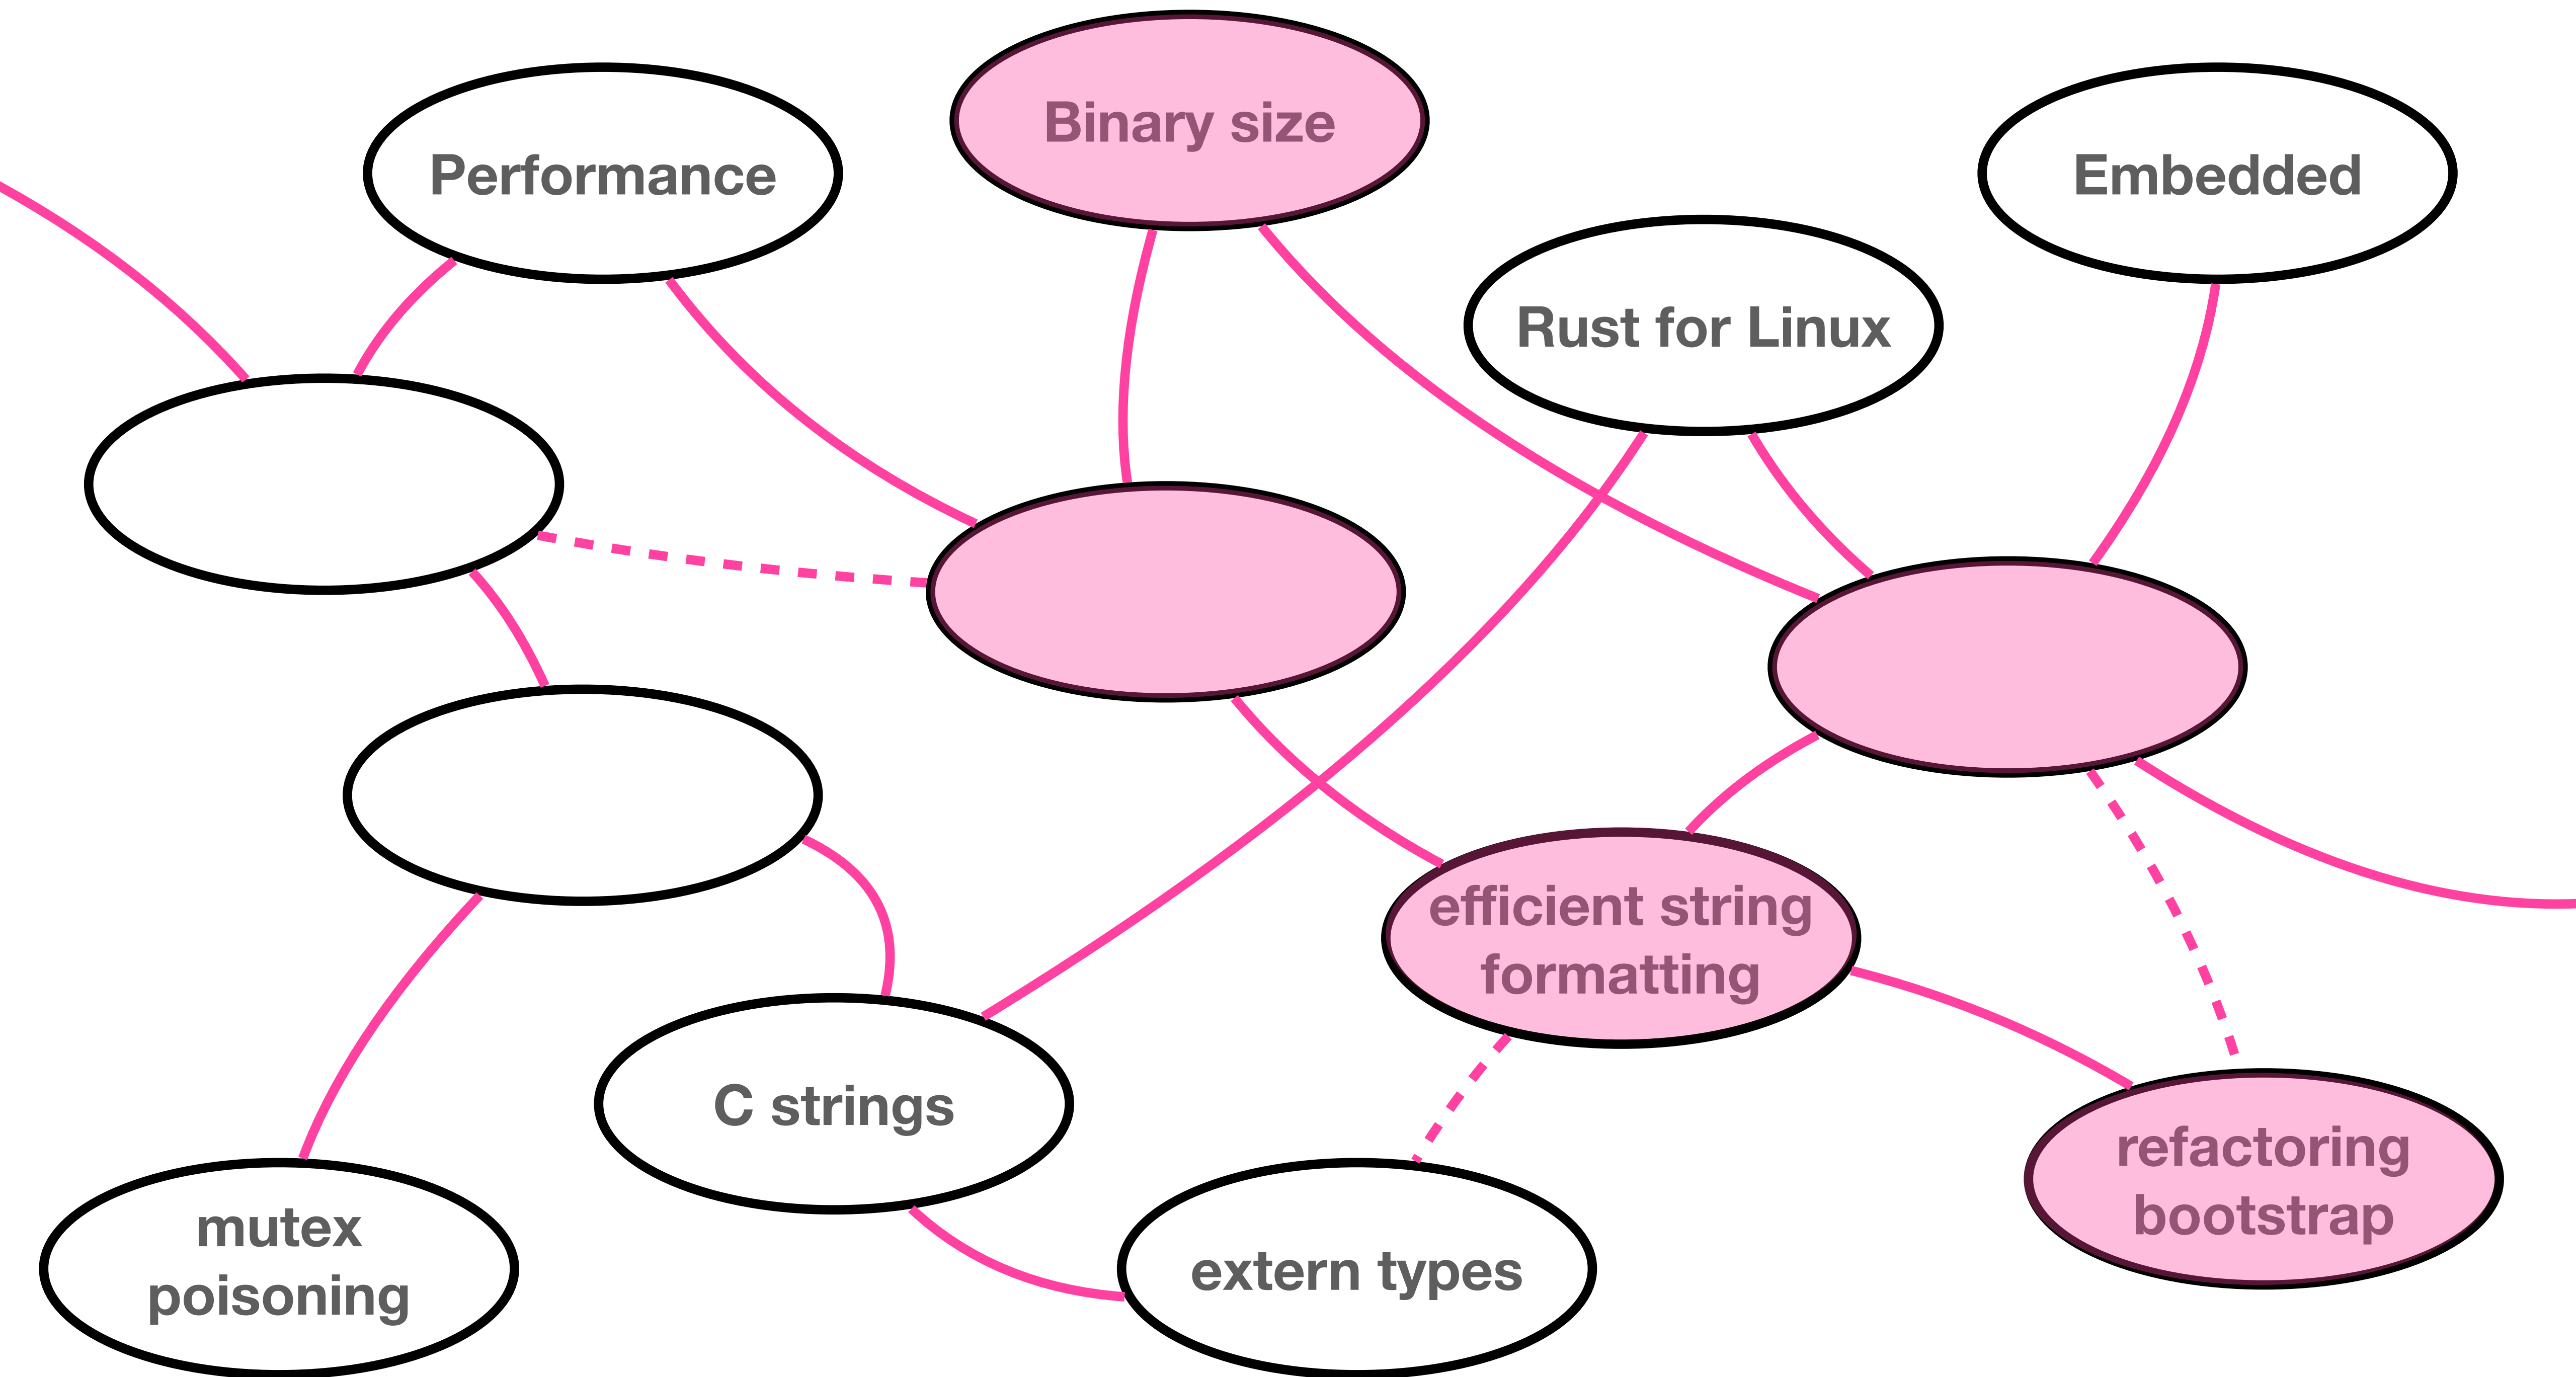 Binary size
Performance
Embedded
Rust for Linux
efficient string
formatting
C strings
refactoring
bootstrap
mutex
poisoning
extern types